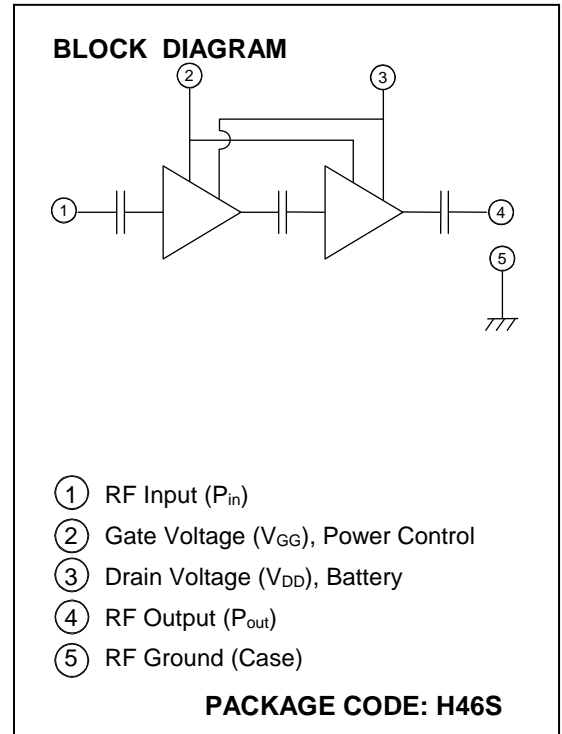 BLOCK DIAGRAM
2 3
1
4
5
1 RF Input (Pin)
2 Gate Voltage (VGG), Power Control
3 Drain Voltage (VDD), Battery
4 RF Output (Pout)
5 RF Ground (Case)
PACKAGE CODE: H46S